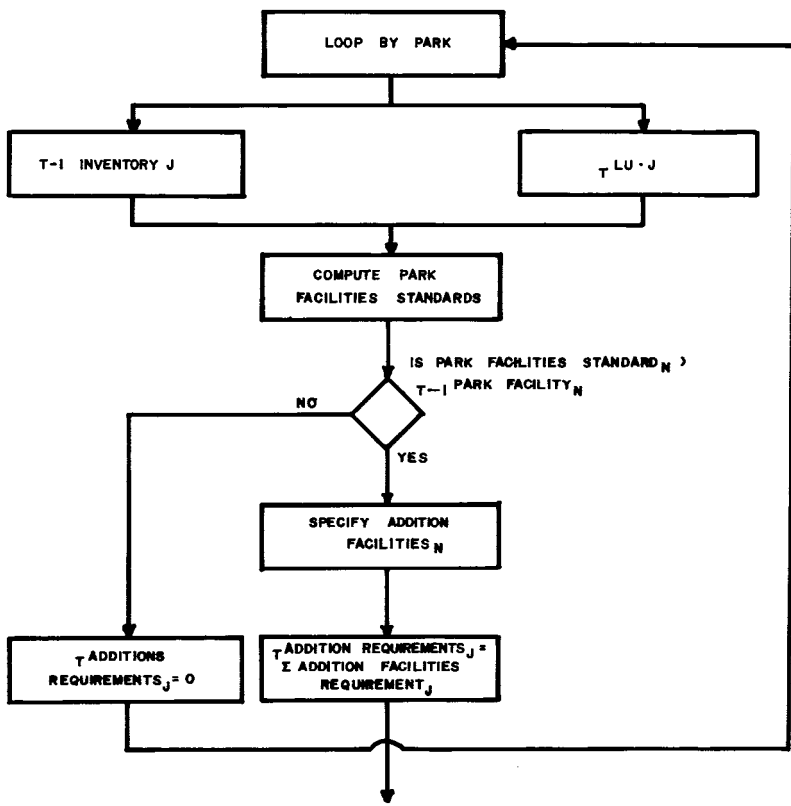 LOOP BY PARK
T-1 INVENTORY J
T LU-J
COMPUTE PARK
FACILITIES STANDARDS
IS PARK FACILITIES STANDARD N >
T-1 PARK FACILITY N
NO
YES
SPECIFY ADDITION
FACILITIES N
T ADDITIONS
REQUIREMENTS J = 0
T ADDITION REQUIREMENTS J =
Σ ADDITION FACILITIES
REQUIREMENT J